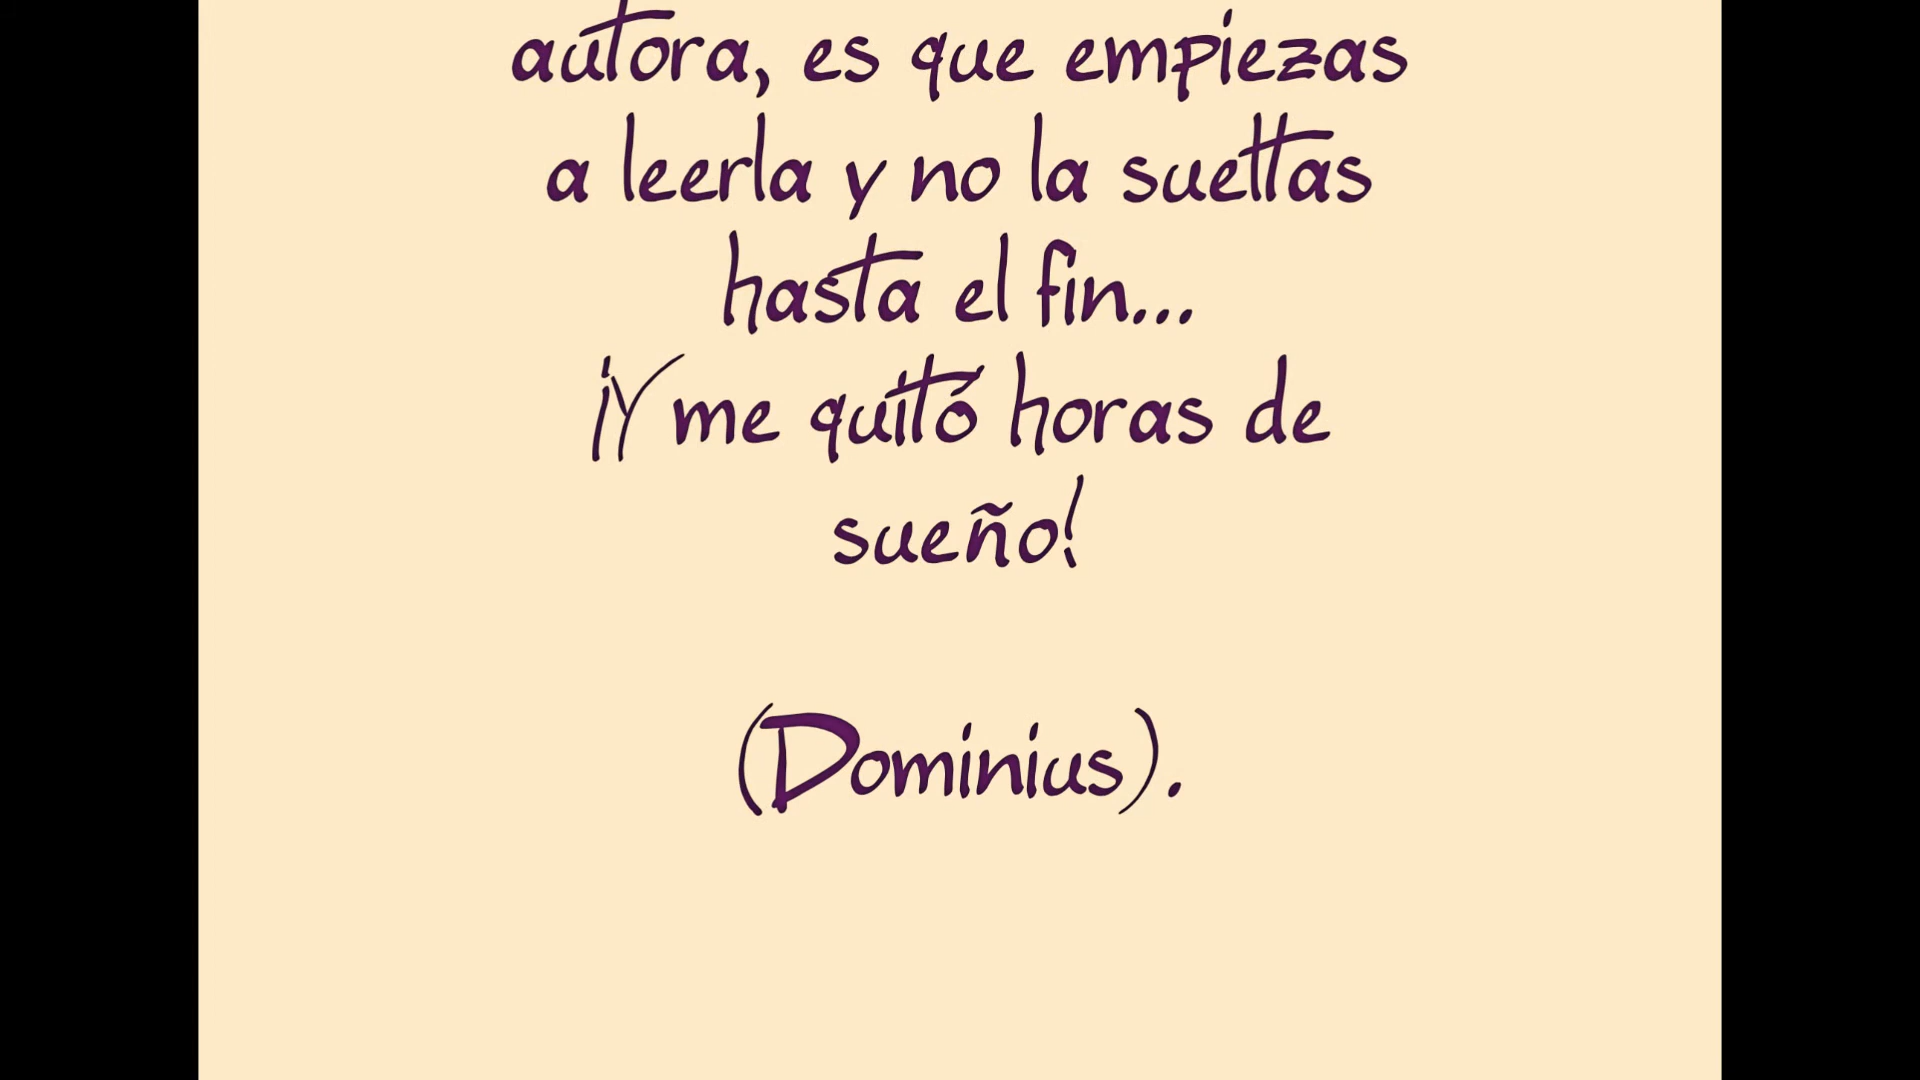 autora, es que empiezas
a leerla y no la sueltas
hasta el fin...
¡Y me quitó horas de
sueño!
(Dominius).